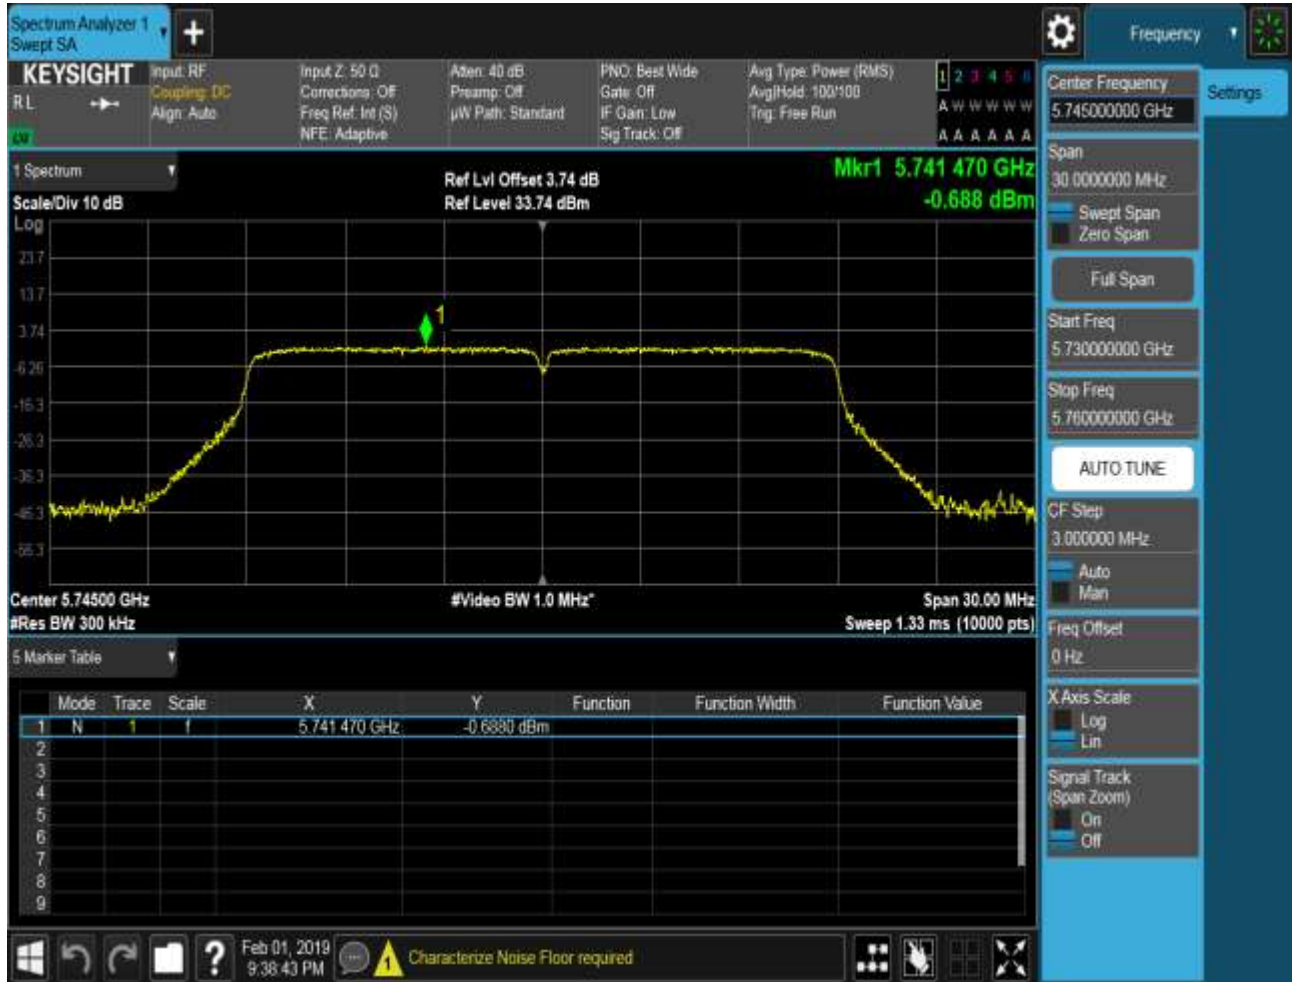 Spectrum Analyzer 1
Swept SA
+
Frequency
KEYSIGHT
R L
Input: RF
Coupling: DC
Align: Auto
Input Z: 50 Ω
Corrections: Off
Freq Ref: Int (S)
NFE: Adaptive
Atten: 40 dB
Preamp: Off
µW Path: Standard
PNO: Best Wide
Gate: Off
IF Gain: Low
Sig Track: Off
Avg Type: Power (RMS)
Avg|Hold: 100/100
Trig: Free Run
1 2 3 4 5 6
A W W W W W
A A A A A A
1 Spectrum
Scale/Div 10 dB
Ref Lvl Offset 3.74 dB
Ref Level 33.74 dBm
Mkr1 5.741 470 GHz
-0.688 dBm
Log
23.7
13.7
3.74
-6.26
-16.3
-26.3
-36.3
-46.3
-56.3
1
Center 5.74500 GHz
#Res BW 300 kHz
#Video BW 1.0 MHz*
Span 30.00 MHz
Sweep 1.33 ms (10000 pts)
5 Marker Table
Mode Trace Scale X Y Function Function Width Function Value
1 N 1 f 5.741 470 GHz -0.6880 dBm
2
3
4
5
6
7
8
9
Feb 01, 2019
9:38:43 PM
?
1
Characterize Noise Floor required
Settings
Center Frequency
5.745000000 GHz
Span
30.0000000 MHz
Swept Span
Zero Span
Full Span
Start Freq
5.730000000 GHz
Stop Freq
5.760000000 GHz
AUTO TUNE
CF Step
3.000000 MHz
Auto
Man
Freq Offset
0 Hz
X Axis Scale
Log
Lin
Signal Track
(Span Zoom)
On
Off